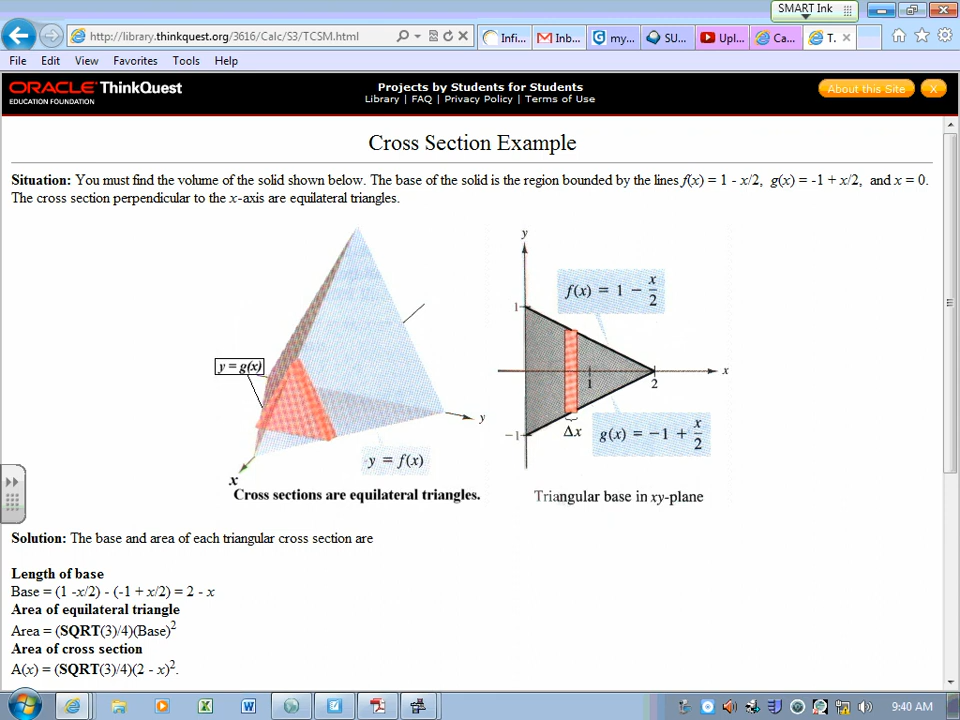 SMART Ink
http://library.thinkquest.org/3616/Calc/S3/TCSM.html
Infi...
Inb...
my...
SU...
Upl...
Ca...
T...
File Edit View Favorites Tools Help
ORACLE ThinkQuest
EDUCATION FOUNDATION
Projects by Students for Students
Library | FAQ | Privacy Policy | Terms of Use
About this Site
X
Cross Section Example
Situation: You must find the volume of the solid shown below. The base of the solid is the region bounded by the lines f(x) = 1 - x/2, g(x) = -1 + x/2, and x = 0.
The cross section perpendicular to the x-axis are equilateral triangles.
y = g(x)
y
y = f(x)
x
Cross sections are equilateral triangles.
y
f(x) = 1 − x/2
1
x
1
2
−1
Δx
g(x) = −1 + x/2
Triangular base in xy-plane
Solution: The base and area of each triangular cross section are
Length of base
Base = (1 -x/2) - (-1 + x/2) = 2 - x
Area of equilateral triangle
Area = (SQRT(3)/4)(Base)²
Area of cross section
A(x) = (SQRT(3)/4)(2 - x)².
9:40 AM